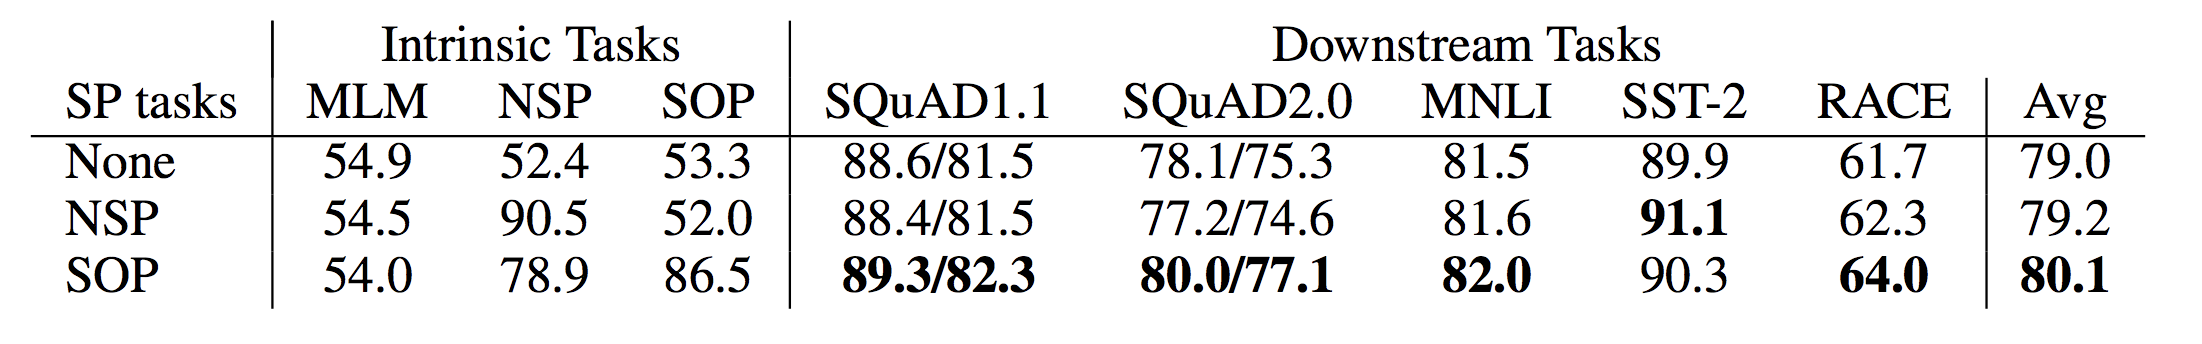 Intrinsic Tasks Downstream Tasks
SP tasks MLM NSP SOP SQuAD1.1 SQuAD2.0 MNLI SST-2 RACE Avg
None 54.9 52.4 53.3 88.6/81.5 78.1/75.3 81.5 89.9 61.7 79.0
NSP 54.5 90.5 52.0 88.4/81.5 77.2/74.6 81.6 91.1 62.3 79.2
SOP 54.0 78.9 86.5 89.3/82.3 80.0/77.1 82.0 90.3 64.0 80.1